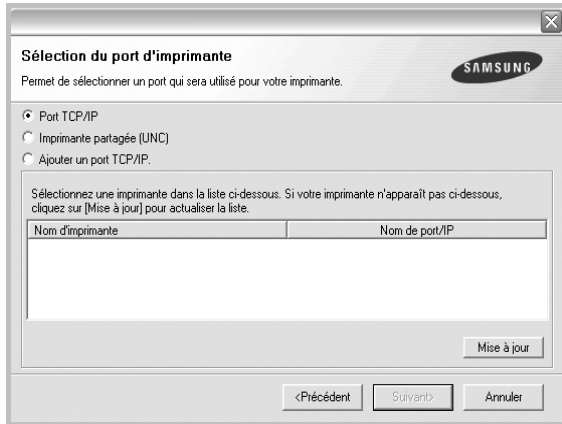 Sélection du port d'imprimante
Permet de sélectionner un port qui sera utilisé pour votre imprimante.
SAMSUNG
Port TCP/IP
Imprimante partagée (UNC)
Ajouter un port TCP/IP.
Sélectionnez une imprimante dans la liste ci-dessous. Si votre imprimante n'apparaît pas ci-dessous,
cliquez sur [Mise à jour] pour actualiser la liste.
Nom d'imprimante Nom de port/IP
Mise à jour
<Précédent Suivant> Annuler